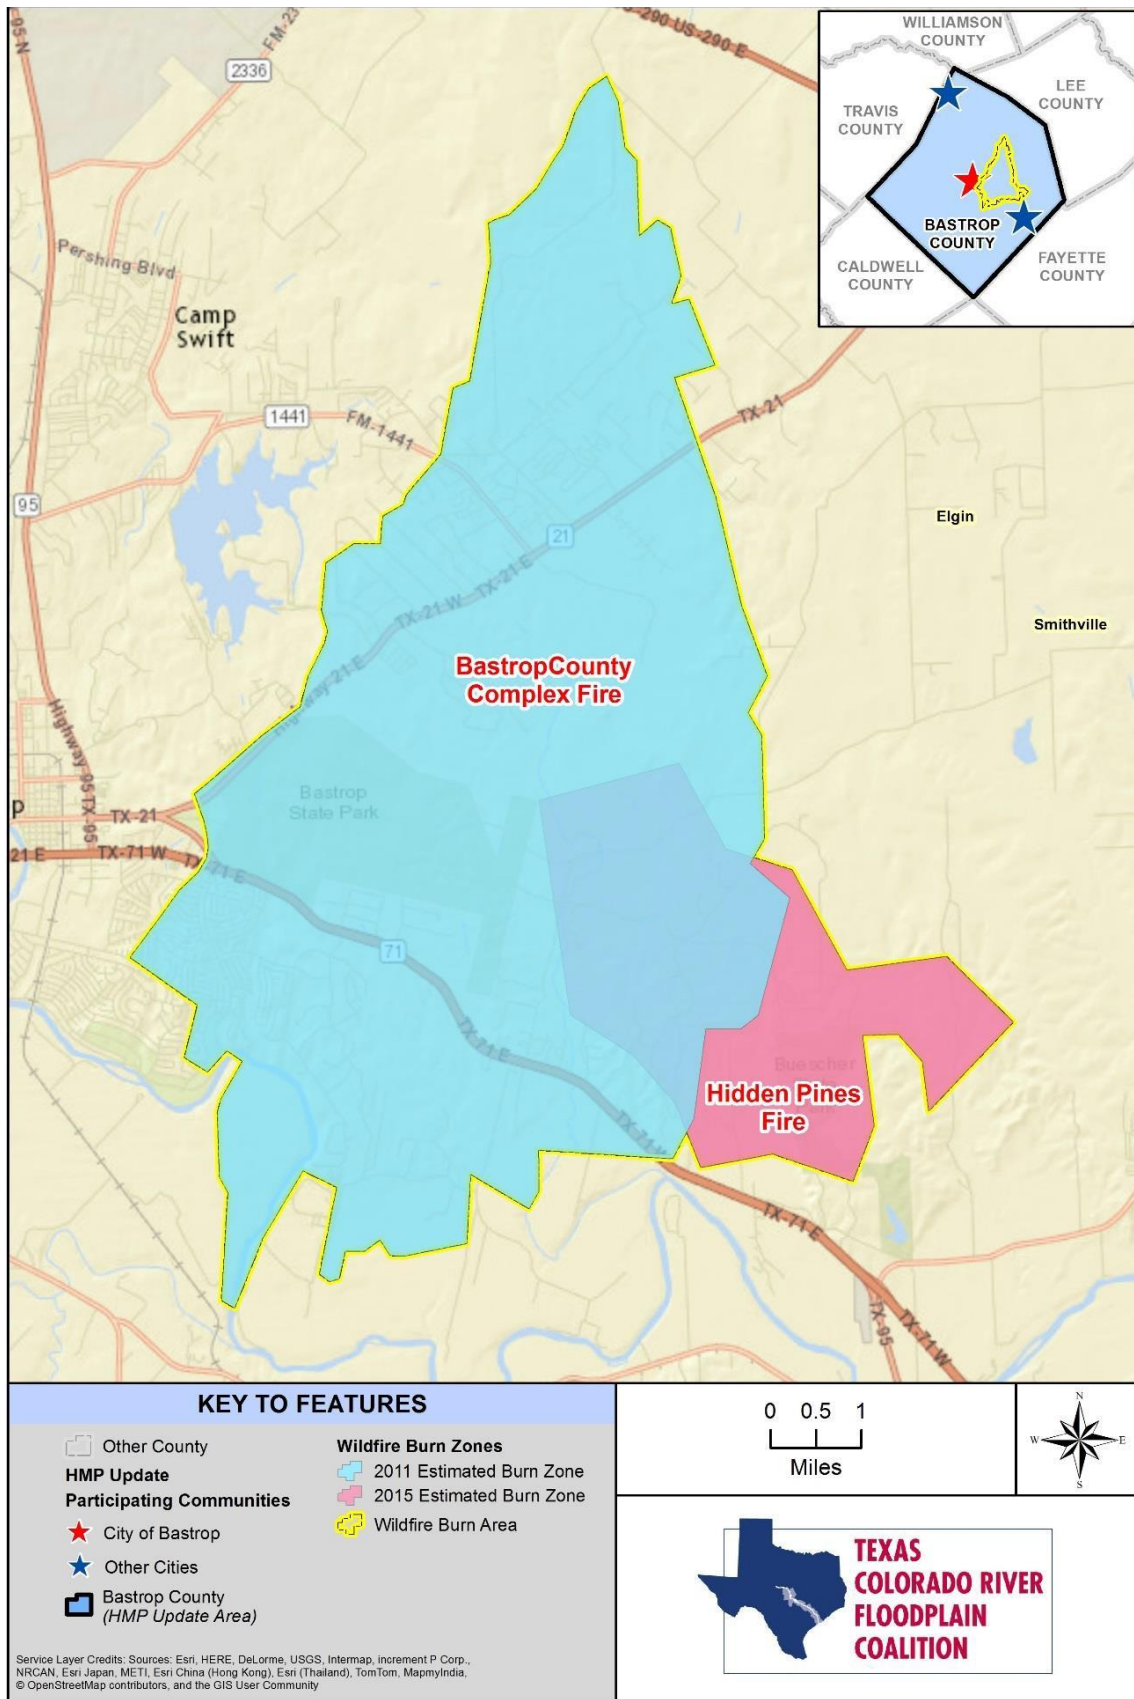 95 N
FM-23
290 US-290 E
2336
Pershing Blvd
Camp
Swift
1441
FM-1441
95
TX-21
21
TX-21 W
TX-21 E
Highway 21 E
Elgin
Smithville
BastropCounty
Complex Fire
Highway 95 TX-95
Bastrop
State Park
p
TX-21
21 E
TX-71 W
TX-71 E
71
TX-71 E
Buescher
Hidden Pines
Fire
TX-71 W
TX-71 E
TX-95
TX-71 W
WILLIAMSON
COUNTY
LEE
COUNTY
TRAVIS
COUNTY
BASTROP
COUNTY
FAYETTE
COUNTY
CALDWELL
COUNTY
KEY TO FEATURES
Other County
HMP Update
Participating Communities
City of Bastrop
Other Cities
Bastrop County
(HMP Update Area)
Wildfire Burn Zones
2011 Estimated Burn Zone
2015 Estimated Burn Zone
Wildfire Burn Area
Service Layer Credits: Sources: Esri, HERE, DeLorme, USGS, Intermap, increment P Corp.,
NRCAN, Esri Japan, METI, Esri China (Hong Kong), Esri (Thailand), TomTom, MapmyIndia,
© OpenStreetMap contributors, and the GIS User Community
0 0.5 1
Miles
N
W E
S
TEXAS
COLORADO RIVER
FLOODPLAIN
COALITION